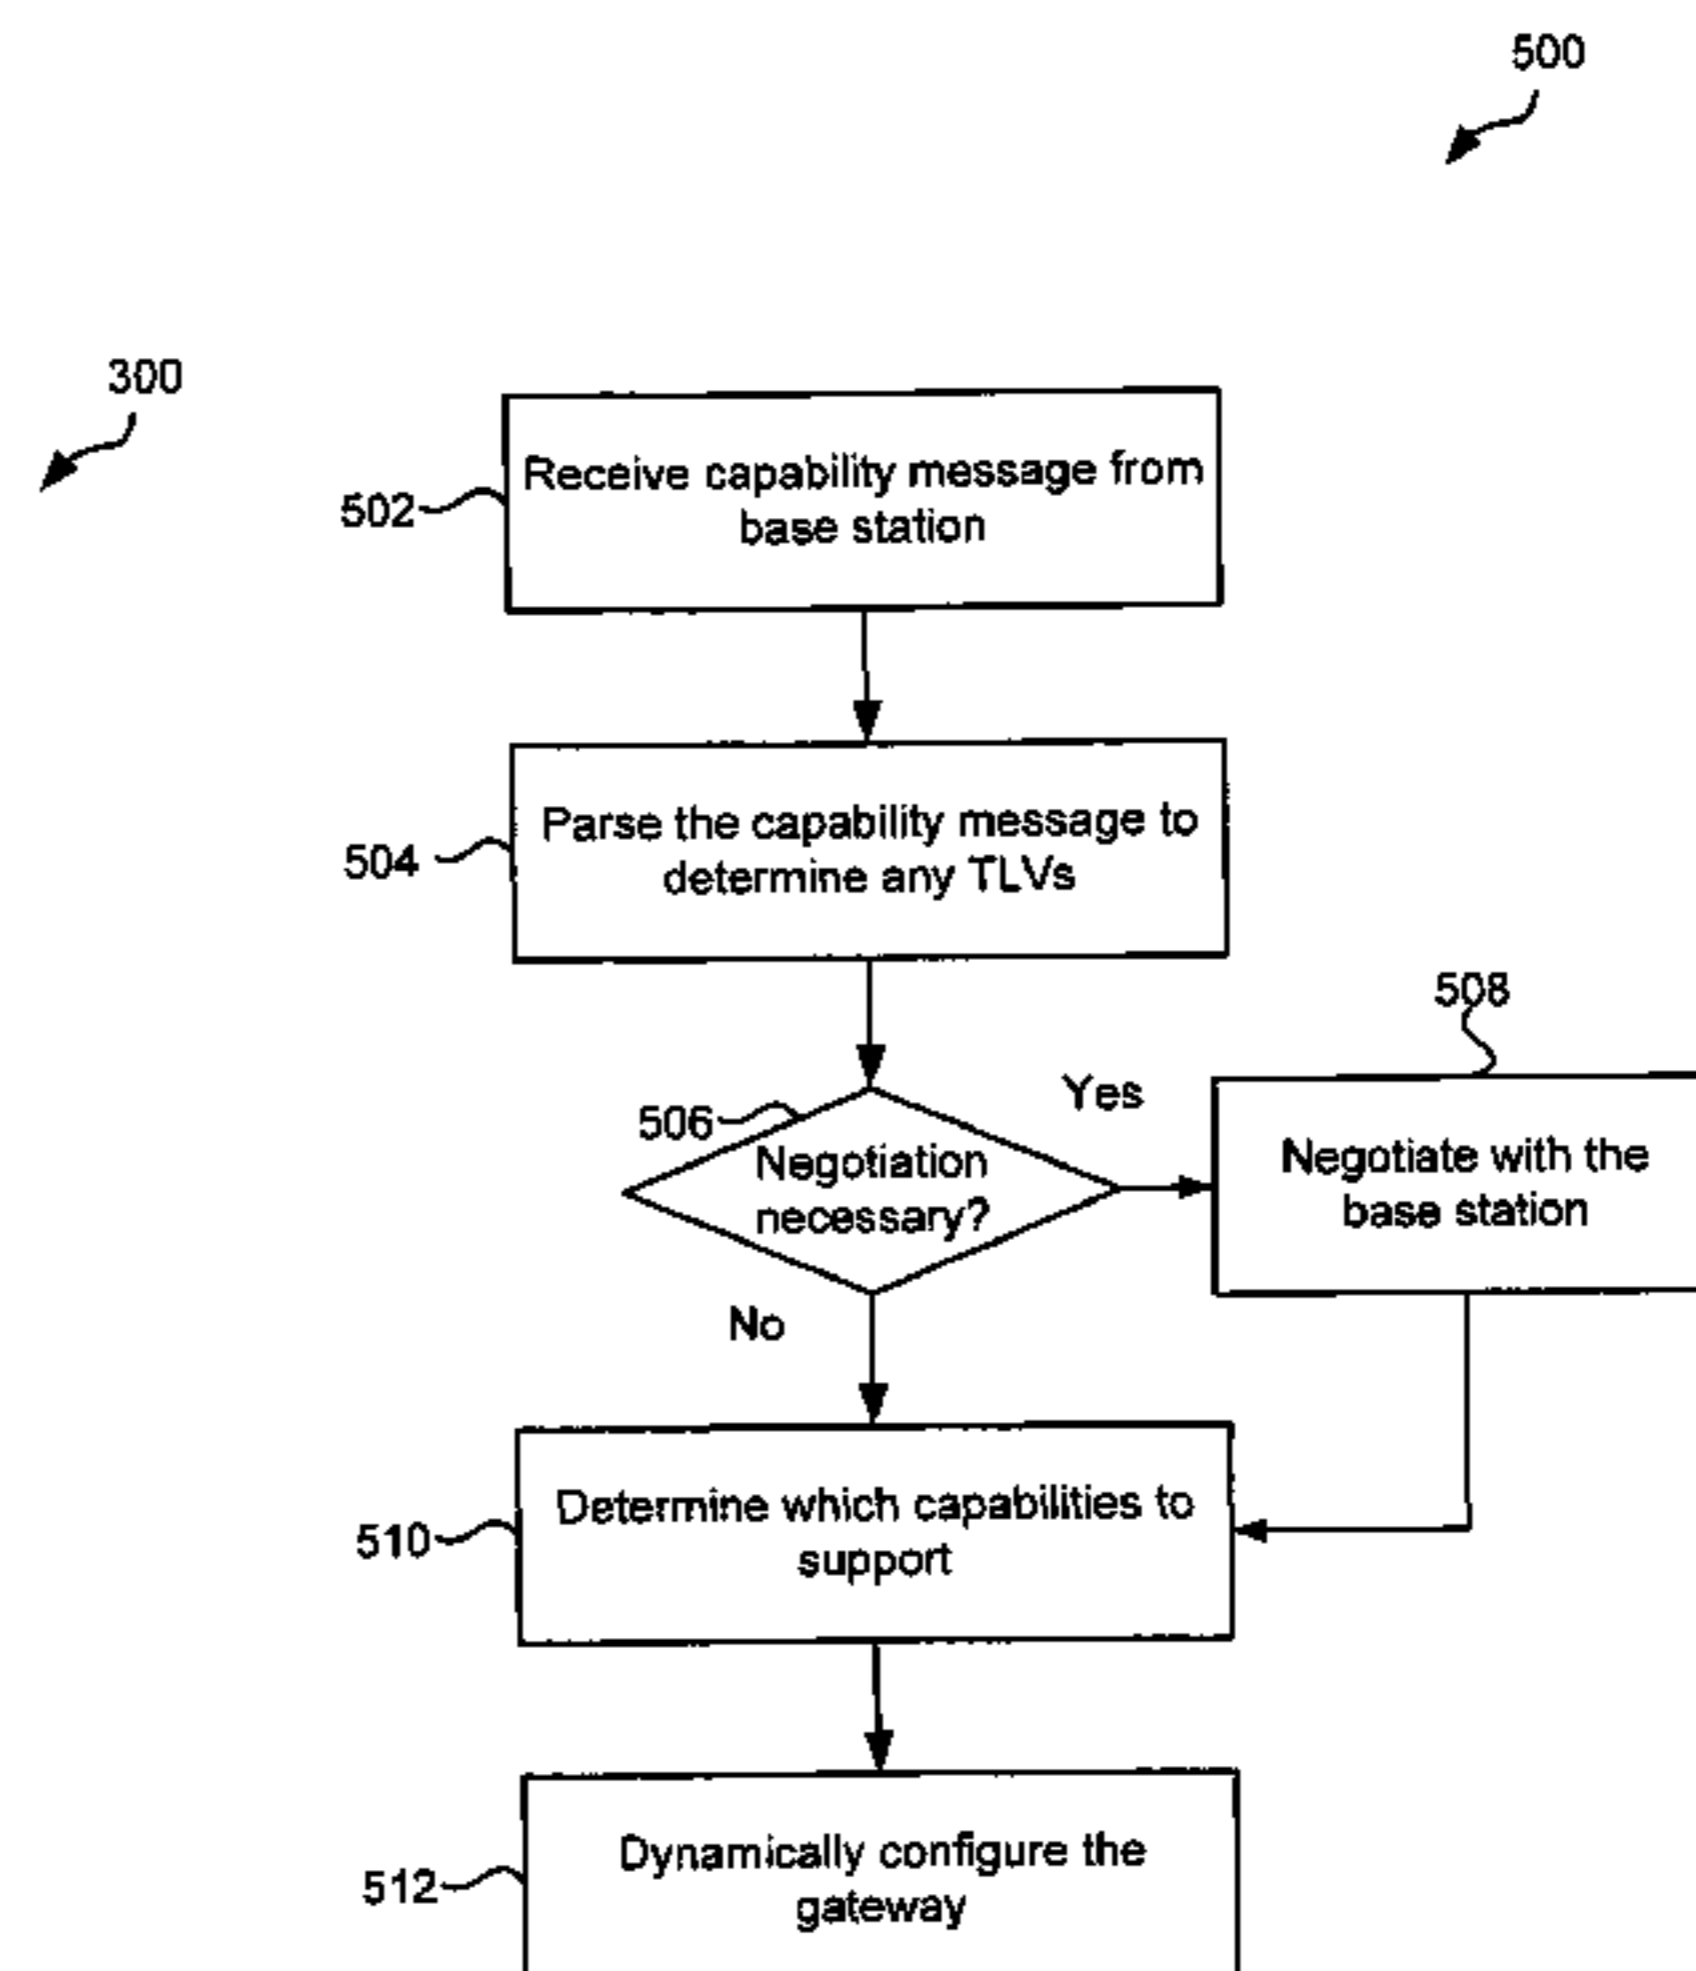 500
300
502
Receive capability message from
base station
504
Parse the capability message to
determine any TLVs
506
Negotiation
necessary?
Yes
508
Negotiate with the
base station
No
510
Determine which capabilities to
support
512
Dynamically configure the
gateway